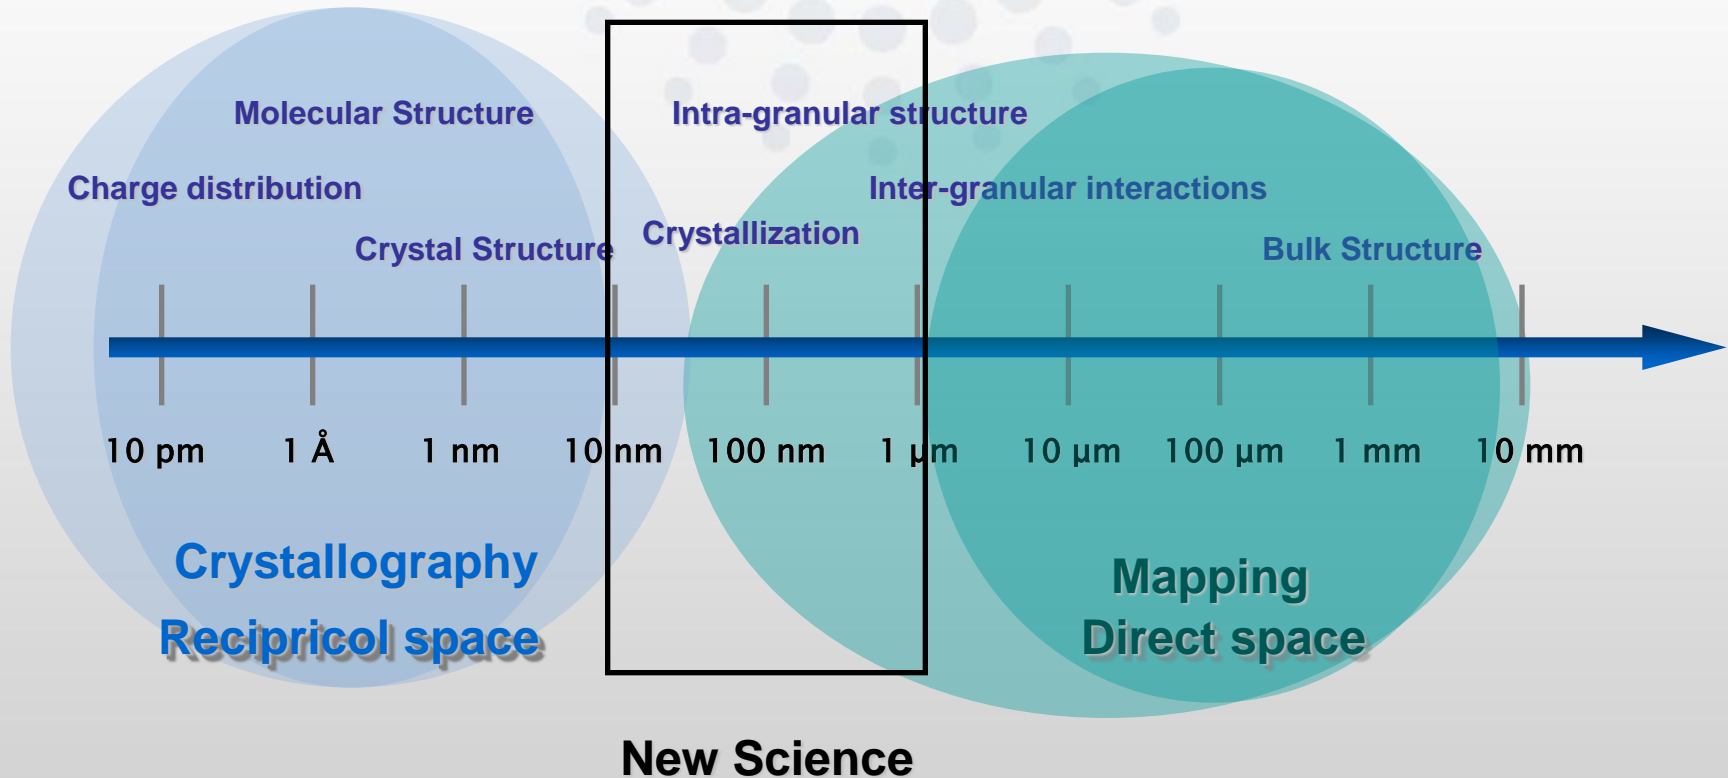 Molecular Structure
Intra-granular structure
Charge distribution
Inter-granular interactions
Crystallization
Crystal Structure
Bulk Structure
10 pm
1 Å
1 nm
10 nm
100 nm
1 µm
10 µm
100 µm
1 mm
10 mm
Crystallography
Recipricol space
Mapping
Direct space
New Science